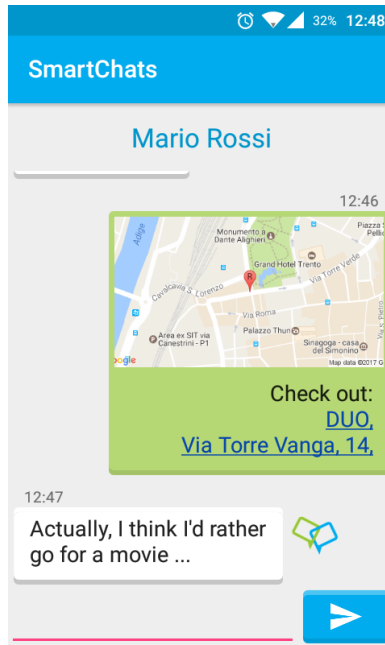 32% 12:48
SmartChats
Mario Rossi
12:46
Adige
Monumento a
Dante Alighieri
Piazza
Grand Hotel Trento
Cavalcavia S. Lorenzo
Via Torre Verde
R
Via Roma
Area ex SIT via
Canestrini - P1
Palazzo Thun
Sinagoga - casa
del Simonino
Map data ©2017 G
Check out:
DUO,
Via Torre Vanga, 14,
12:47
Actually, I think I'd rather
go for a movie ...